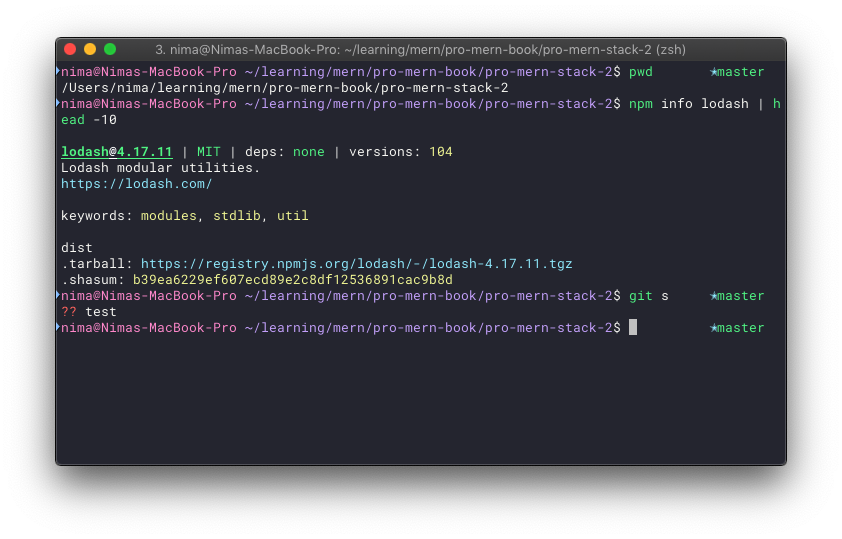 3. nima@Nimas-MacBook-Pro: ~/learning/mern/pro-mern-book/pro-mern-stack-2 (zsh)
nima@Nimas-MacBook-Pro ~/learning/mern/pro-mern-book/pro-mern-stack-2$ pwd ★master
/Users/nima/learning/mern/pro-mern-book/pro-mern-stack-2
nima@Nimas-MacBook-Pro ~/learning/mern/pro-mern-book/pro-mern-stack-2$ npm info lodash | h
ead -10
lodash@4.17.11 | MIT | deps: none | versions: 104
Lodash modular utilities.
https://lodash.com/
keywords: modules, stdlib, util
dist
.tarball: https://registry.npmjs.org/lodash/-/lodash-4.17.11.tgz
.shasum: b39ea6229ef607ecd89e2c8df12536891cac9b8d
nima@Nimas-MacBook-Pro ~/learning/mern/pro-mern-book/pro-mern-stack-2$ git s ★master
?? test
nima@Nimas-MacBook-Pro ~/learning/mern/pro-mern-book/pro-mern-stack-2$ ★master